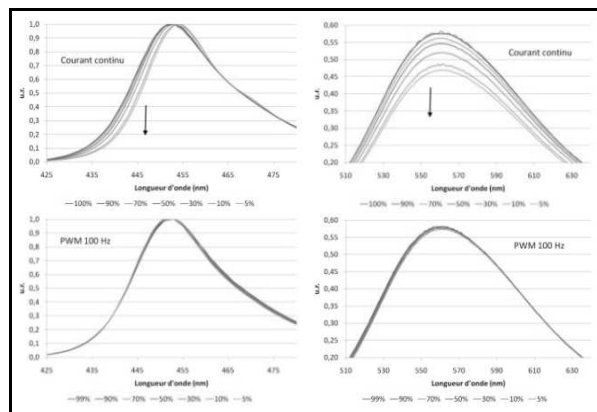 1,0
0,9
0,8
0,7
0,6
0,5
0,4
0,3
0,2
0,1
0,0
u.r.
Courant continu
425 435 445 455 465 475
Longueur d'onde (nm)
100% 90% 70% 50% 30% 10% 5%
0,60
0,55
0,50
0,45
0,40
0,35
0,30
0,25
0,20
u.r.
Courant continu
510 530 550 570 590 610 630
Longueur d'onde (nm)
100% 90% 70% 50% 30% 10% 5%
1,0
0,9
0,8
0,7
0,6
0,5
0,4
0,3
0,2
0,1
0,0
u.r.
PWM 100 Hz
425 435 445 455 465 475
Longueur d'onde (nm)
99% 90% 70% 50% 30% 10% 5%
0,60
0,55
0,50
0,45
0,40
0,35
0,30
0,25
0,20
u.r.
PWM 100 Hz
510 530 550 570 590 610 630
Longueur d'onde (nm)
99% 90% 70% 50% 30% 10% 5%